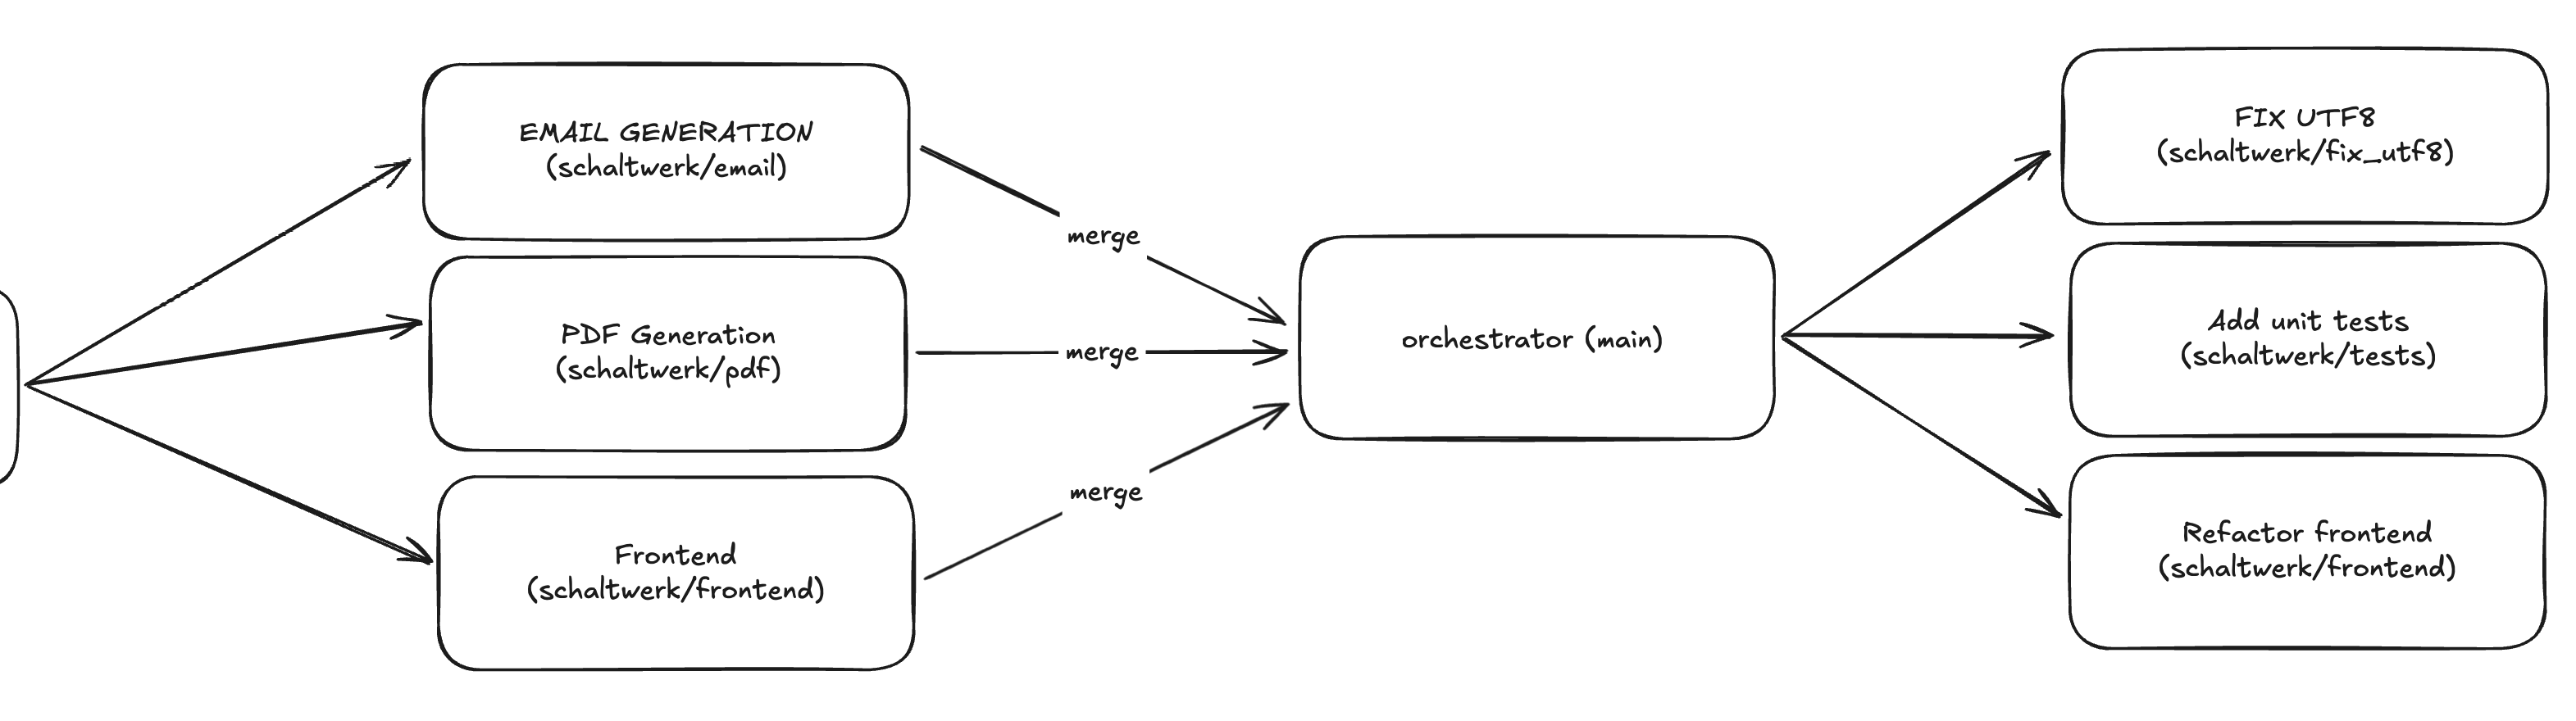 EMAIL GENERATION
(schaltwerk/email)
PDF Generation
(schaltwerk/pdf)
Frontend
(schaltwerk/frontend)
merge
merge
merge
orchestrator (main)
FIX UTF8
(schaltwerk/fix_utf8)
Add unit tests
(schaltwerk/tests)
Refactor frontend
(schaltwerk/frontend)